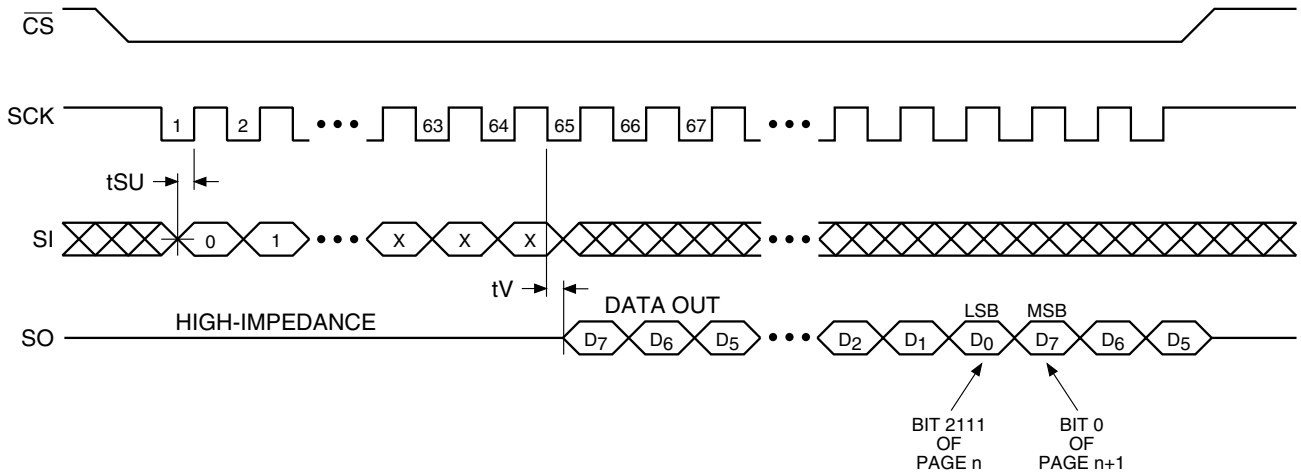 CS
SCK 1 2 ••• 63 64 65 66 67 •••
tSU
SI 0 1 ••• X X X •••
tV
HIGH-IMPEDANCE DATA OUT LSB MSB
SO D7 D6 D5 ••• D2 D1 D0 D7 D6 D5
BIT 2111
OF
PAGE n
BIT 0
OF
PAGE n+1